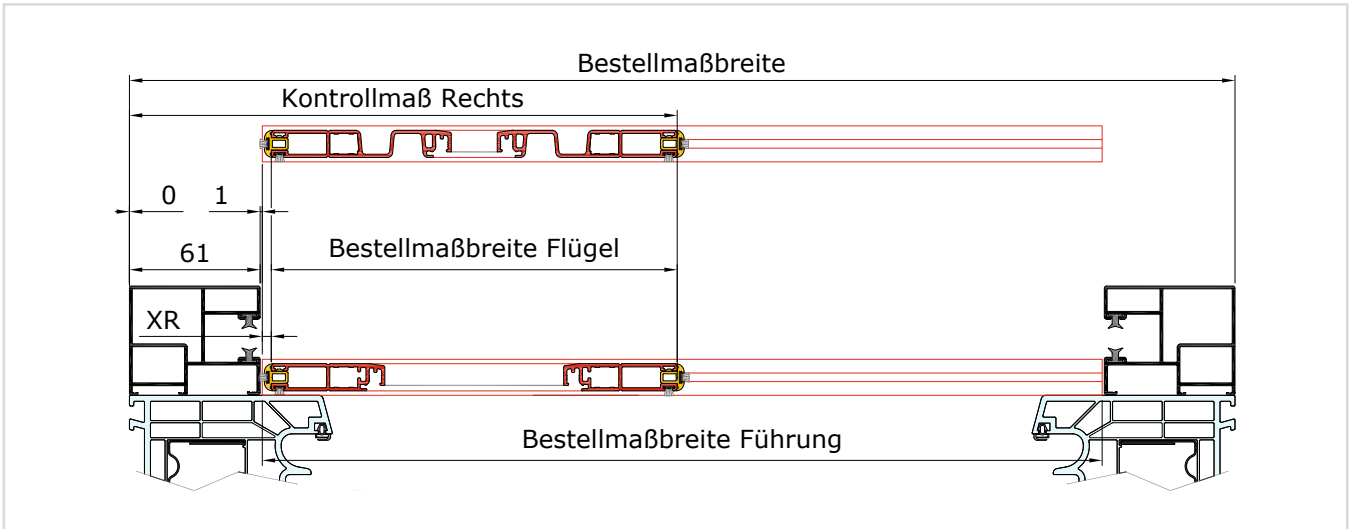 Bestellmaßbreite
Kontrollmaß Rechts
0 1
Bestellmaßbreite Flügel
61
XR
Bestellmaßbreite Führung